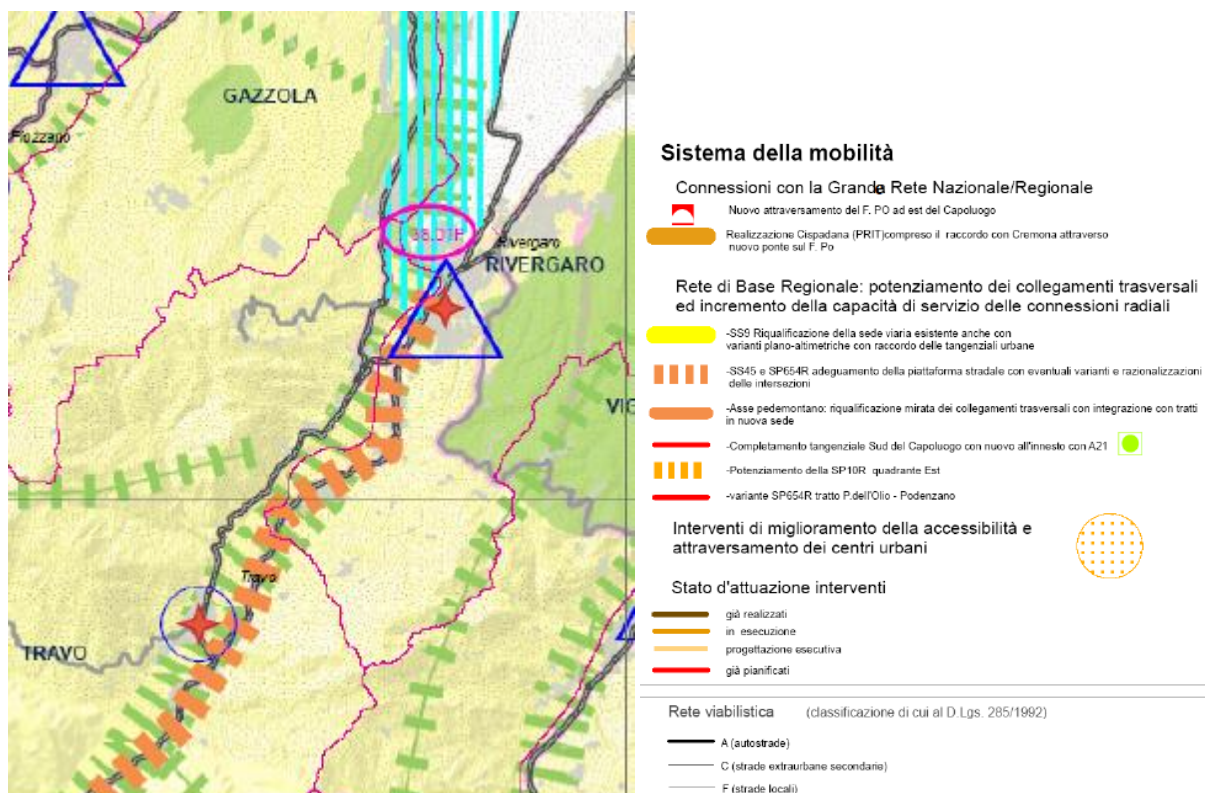 GAZZOLA
Rivergaro
RIVERGARO
Travo
TRAVO
Sistema della mobilità
Connessioni con la Grande Rete Nazionale/Regionale
Nuovo attraversamento del F. PO ad est del Capoluogo
Realizzazione Cispadana (PRIT)compreso il raccordo con Cremona attraverso
nuovo ponte sul F. Po
Rete di Base Regionale: potenziamento dei collegamenti trasversali
ed incremento della capacità di servizio delle connessioni radiali
-SS9 Riqualificazione della sede viaria esistente anche con
varianti plano-altimetriche con raccordo delle tangenziali urbane
-SS45 e SP654R adeguamento della piattaforma stradale con eventuali varianti e razionalizzazioni
delle intersezioni
-Asse pedemontano: riqualificazione mirata dei collegamenti trasversali con integrazione con tratti
in nuova sede
-Completamento tangenziale Sud del Capoluogo con nuovo all'innesto con A21
-Potenziamento della SP10R quadrante Est
-variante SP654R tratto P.dell'Olio - Podenzano
Interventi di miglioramento della accessibilità e
attraversamento dei centri urbani
Stato d'attuazione interventi
già realizzati
in esecuzione
progettazione esecutiva
già pianificati
Rete viabilistica (classificazione di cui al D.Lgs. 285/1992)
A (autostrade)
C (strade extraurbane secondarie)
F (strade locali)